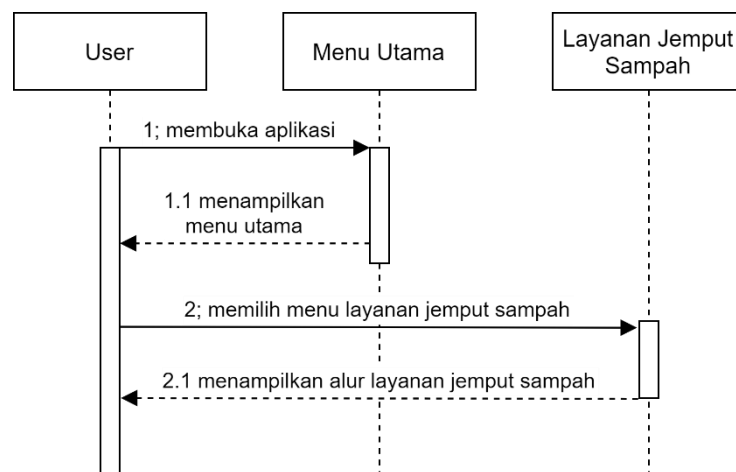 User
Menu Utama
Layanan Jemput
Sampah
1; membuka aplikasi
1.1 menampilkan
menu utama
2; memilih menu layanan jemput sampah
2.1 menampilkan alur layanan jemput sampah